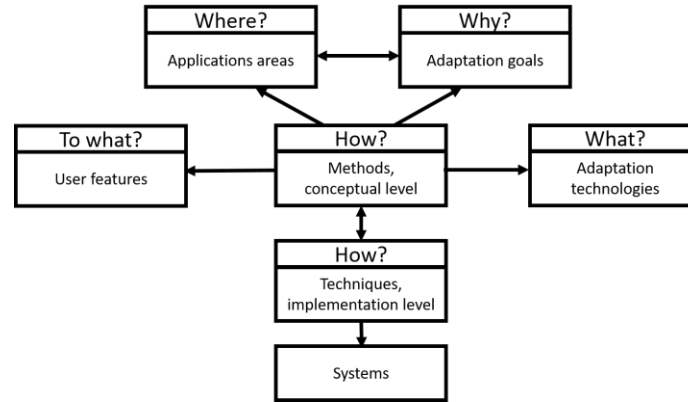 Where?
Applications areas
Why?
Adaptation goals
To what?
User features
How?
Methods,
conceptual level
What?
Adaptation
technologies
How?
Techniques,
implementation level
Systems